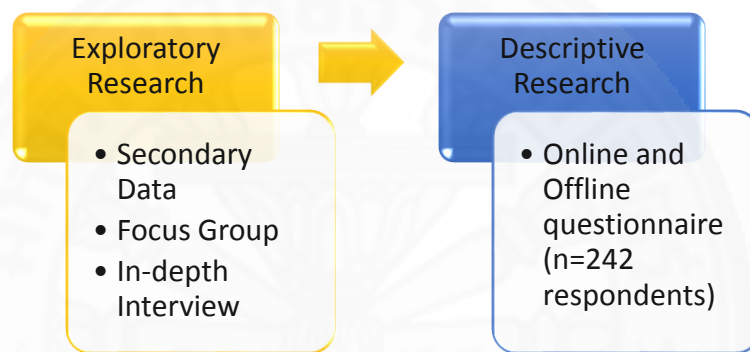 Exploratory
Research
• Secondary
Data
• Focus Group
• In-depth
Interview
Descriptive
Research
• Online and
Offline
questionnaire
(n=242
respondents)